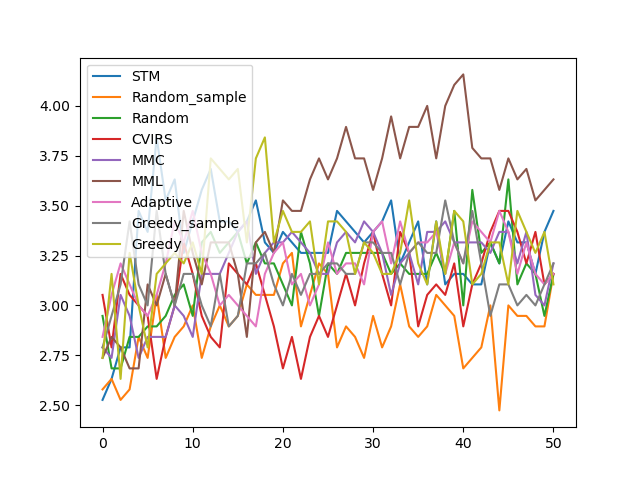 STM
Random_sample
Random
CVIRS
MMC
MML
Adaptive
Greedy_sample
Greedy
4.00
3.75
3.50
3.25
3.00
2.75
2.50
0
10
20
30
40
50